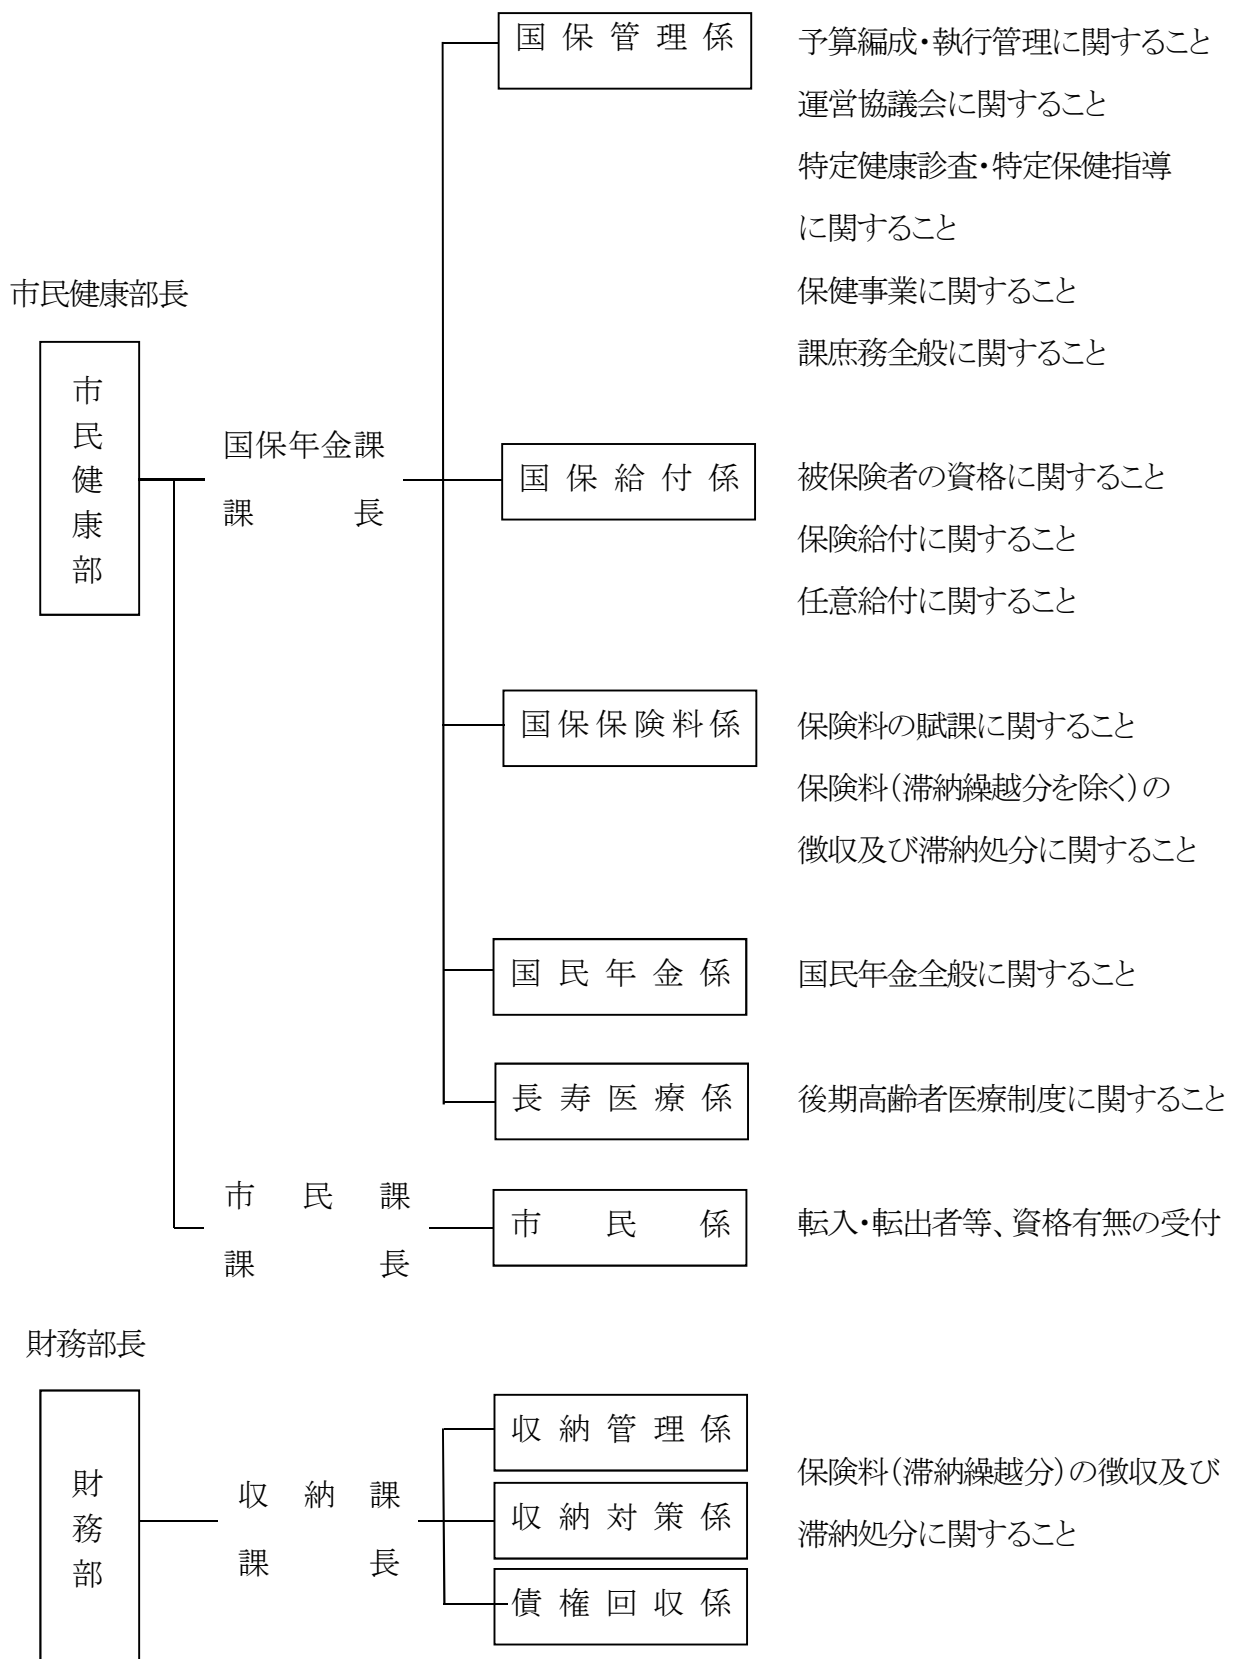 国保管理係
予算編成・執行管理に関すること
運営協議会に関すること
特定健康診査・特定保健指導
に関すること
保健事業に関すること
課庶務全般に関すること
市民健康部長
市民健康部
国保年金課
課長
国保給付係
被保険者の資格に関すること
保険給付に関すること
任意給付に関すること
国保保険料係
保険料の賦課に関すること
保険料（滞納繰越分を除く）の
徴収及び滞納処分に関すること
国民年金係
国民年金全般に関すること
長寿医療係
後期高齢者医療制度に関すること
市民課
課長
市民係
転入・転出者等、資格有無の受付
財務部長
財務部
収納課
課長
収納管理係
収納対策係
債権回収係
保険料（滞納繰越分）の徴収及び
滞納処分に関すること